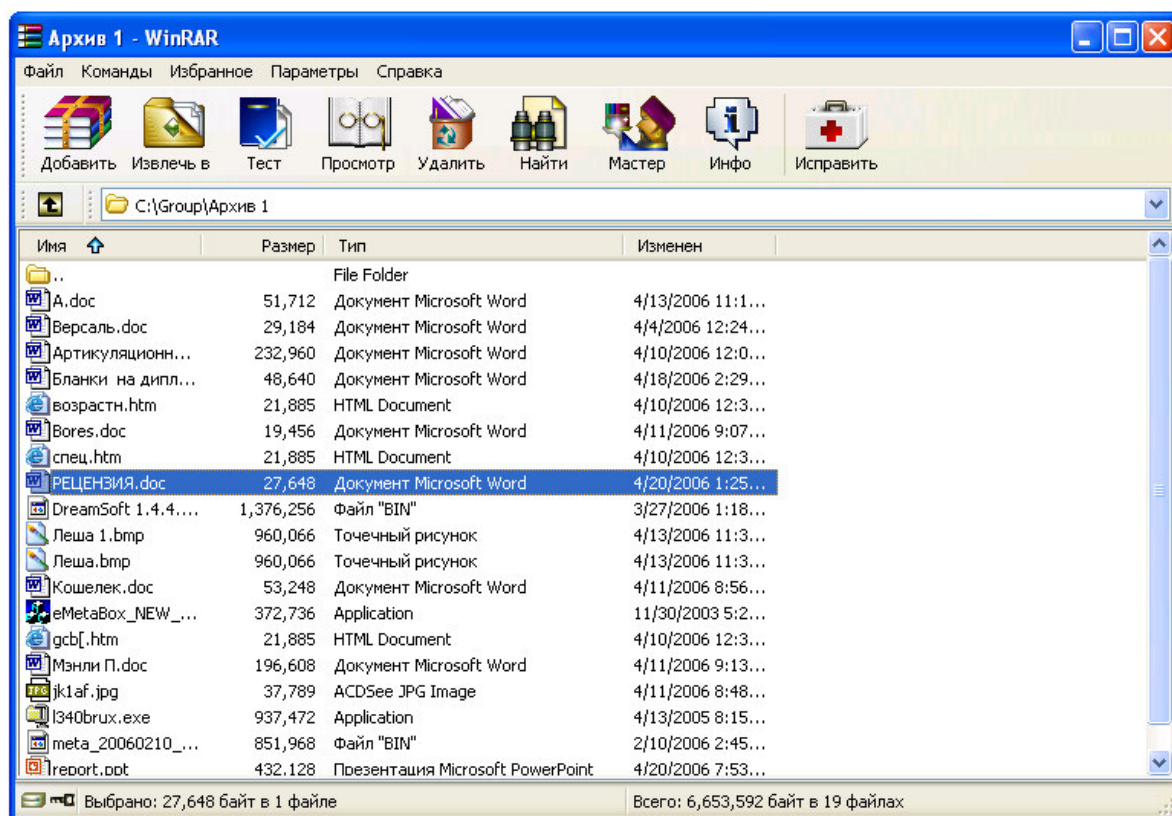 Архив 1 - WinRAR
Файл Команды Избранное Параметры Справка
Добавить Извлечь в Тест Просмотр Удалить Найти Мастер Инфо Исправить
C:\Group\Архив 1
Имя Размер Тип Изменен
.. File Folder
A.doc 51,712 Документ Microsoft Word 4/13/2006 11:1...
Версаль.doc 29,184 Документ Microsoft Word 4/4/2006 12:24...
Артикуляционн... 232,960 Документ Microsoft Word 4/10/2006 12:0...
Бланки на дипл... 48,640 Документ Microsoft Word 4/18/2006 2:29...
возрастн.htm 21,885 HTML Document 4/10/2006 12:3...
Bores.doc 19,456 Документ Microsoft Word 4/11/2006 9:07...
спец.htm 21,885 HTML Document 4/10/2006 12:3...
РЕЦЕНЗИЯ.doc 27,648 Документ Microsoft Word 4/20/2006 1:25...
DreamSoft 1.4.4.... 1,376,256 Файл "BIN" 3/27/2006 1:18...
Леша 1.bmp 960,066 Точечный рисунок 4/13/2006 11:3...
Леша.bmp 960,066 Точечный рисунок 4/13/2006 11:3...
Кошелек.doc 53,248 Документ Microsoft Word 4/11/2006 8:56...
eMetaBox_NEW_... 372,736 Application 11/30/2003 5:2...
gcb[.htm 21,885 HTML Document 4/10/2006 12:3...
Мэнли П.doc 196,608 Документ Microsoft Word 4/11/2006 9:13...
jk1af.jpg 37,789 ACDSee JPG Image 4/11/2006 8:48...
l340brux.exe 937,472 Application 4/13/2005 8:15...
meta_20060210_... 851,968 Файл "BIN" 2/10/2006 2:45...
report.ppt 432,128 Презентация Microsoft PowerPoint 4/20/2006 7:53...
Выбрано: 27,648 байт в 1 файле Всего: 6,653,592 байт в 19 файлах